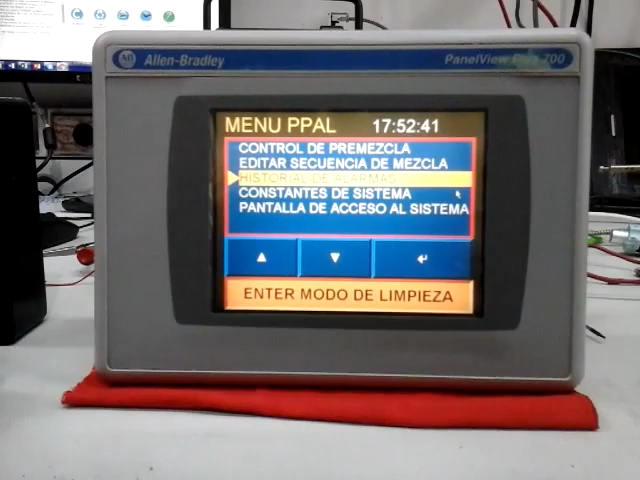 Allen-Bradley
PanelView Plus 700
MENU PPAL 17:52:41
CONTROL DE PREMEZCLA
EDITAR SECUENCIA DE MEZCLA
HISTORIAL DE ALARMAS
CONSTANTES DE SISTEMA
PANTALLA DE ACCESO AL SISTEMA
ENTER MODO DE LIMPIEZA